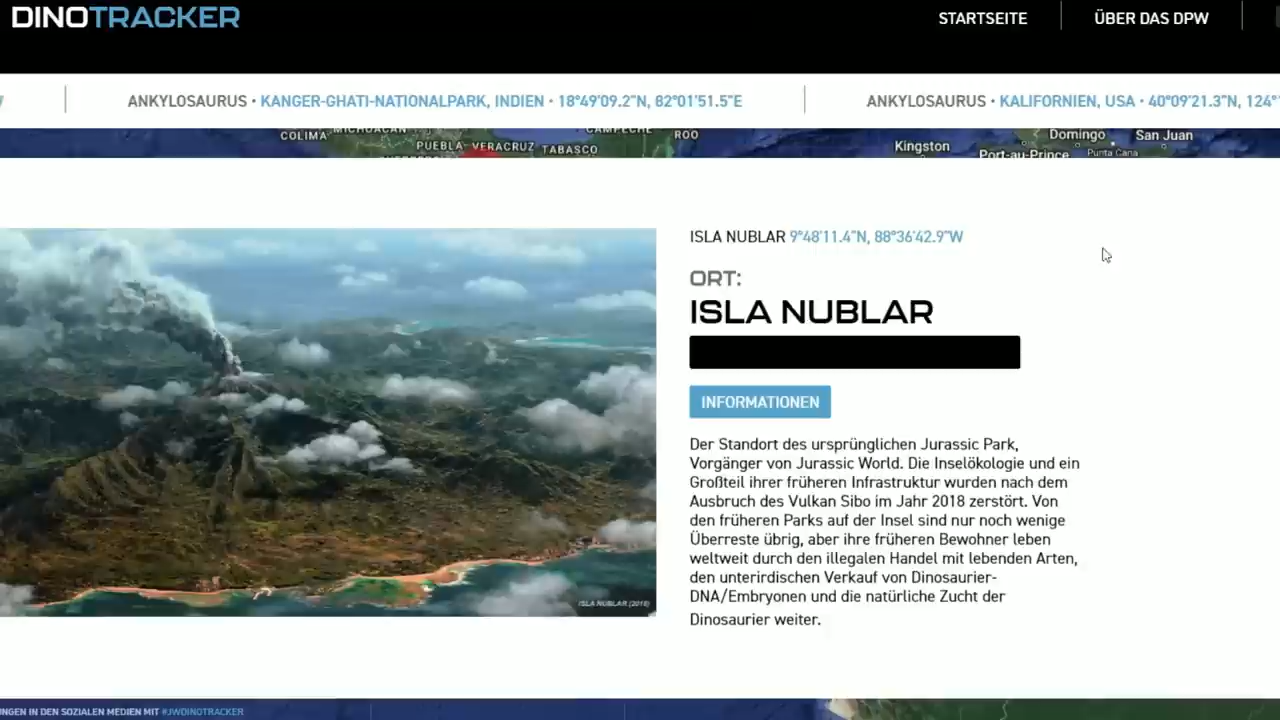 DINOTRACKER
STARTSEITE
ÜBER DAS DPW
ANKYLOSAURUS • KANGER-GHATI-NATIONALPARK, INDIEN • 18°49'09.2"N, 82°01'51.5"E
ANKYLOSAURUS • KALIFORNIEN, USA • 40°09'21.3"N, 124°
COLIMA
MICHOACÁN
PUEBLA
VERACRUZ
TABASCO
CAMPECHE
ROO
Kingston
Port-au-Prince
Domingo
Punta Cana
San Juan
ISLA NUBLAR 9°48'11.4"N, 88°36'42.9"W
ORT:
ISLA NUBLAR
INFORMATIONEN
Der Standort des ursprünglichen Jurassic Park,
Vorgänger von Jurassic World. Die Inselökologie und ein
Großteil ihrer früheren Infrastruktur wurden nach dem
Ausbruch des Vulkan Sibo im Jahr 2018 zerstört. Von
den früheren Parks auf der Insel sind nur noch wenige
Überreste übrig, aber ihre früheren Bewohner leben
weltweit durch den illegalen Handel mit lebenden Arten,
den unterirdischen Verkauf von Dinosaurier-
DNA/Embryonen und die natürliche Zucht der
Dinosaurier weiter.
ISLA NUBLAR (2018)
NGEN IN DEN SOZIALEN MEDIEN MIT #JWDINOTRACKER